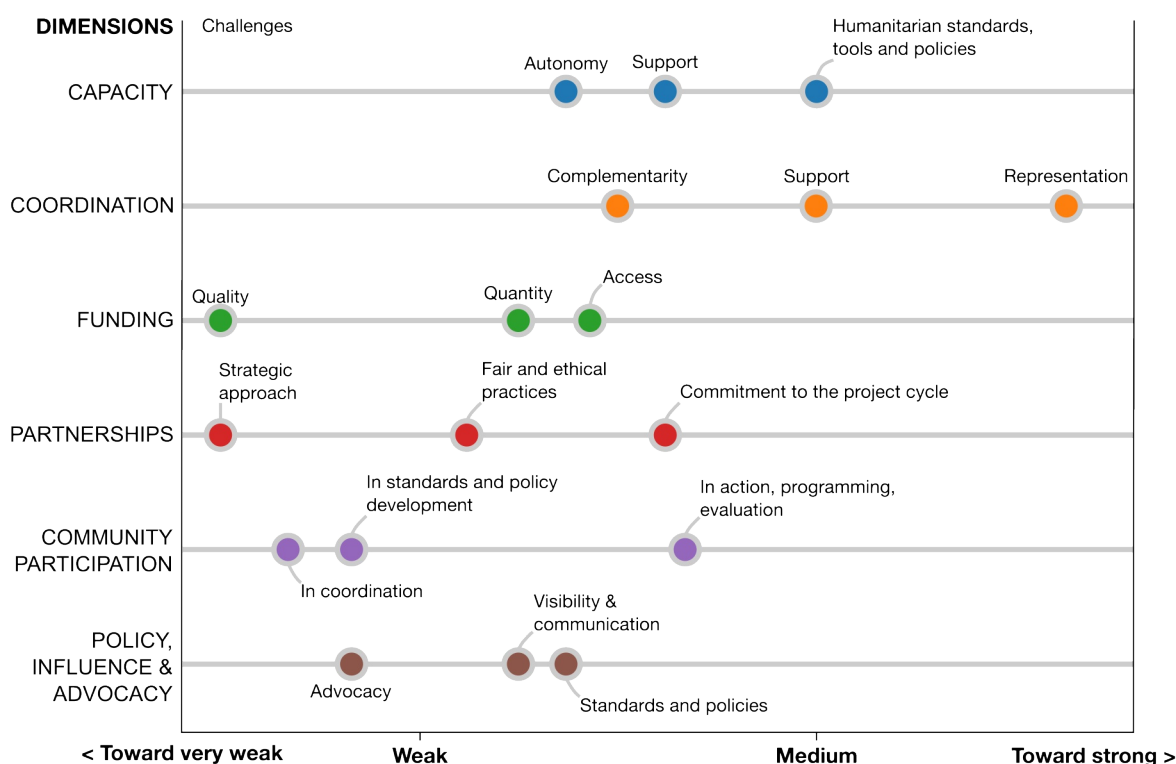 DIMENSIONS
Challenges
Humanitarian standards,
tools and policies
Autonomy
Support
CAPACITY
Complementarity
Support
Representation
COORDINATION
Access
Quality
Quantity
FUNDING
Strategic
approach
Fair and ethical
practices
Commitment to the project cycle
PARTNERSHIPS
In standards and policy
development
In action, programming,
evaluation
COMMUNITY
PARTICIPATION
In coordination
Visibility &
communication
POLICY,
INFLUENCE &
ADVOCACY
Advocacy
Standards and policies
< Toward very weak
Weak
Medium
Toward strong >